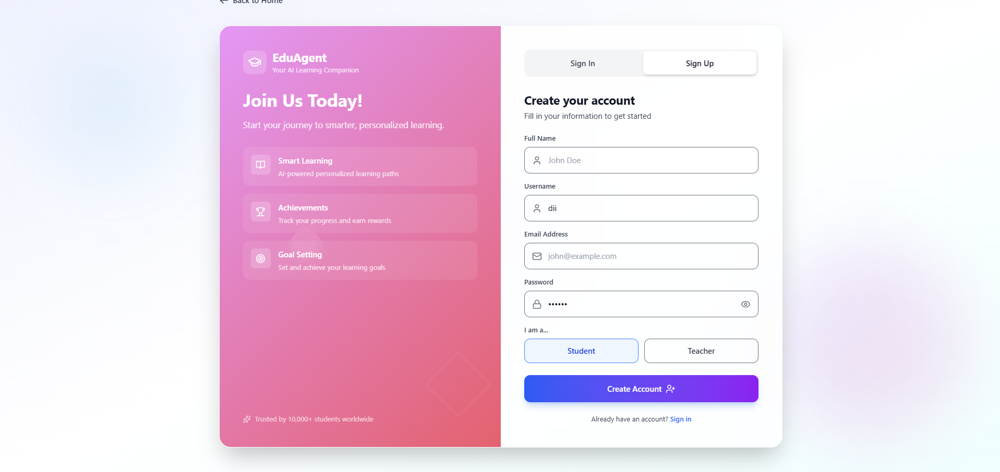 Back to Home
EduAgent
Your AI Learning Companion
Join Us Today!
Start your journey to smarter, personalized learning.
Smart Learning
AI-powered personalized learning paths
Achievements
Track your progress and earn rewards
Goal Setting
Set and achieve your learning goals
Trusted by 10,000+ students worldwide
Sign In
Sign Up
Create your account
Fill in your information to get started
Full Name
John Doe
Username
dii
Email Address
john@example.com
Password
••••••
I am a...
Student
Teacher
Create Account
Already have an account? Sign in